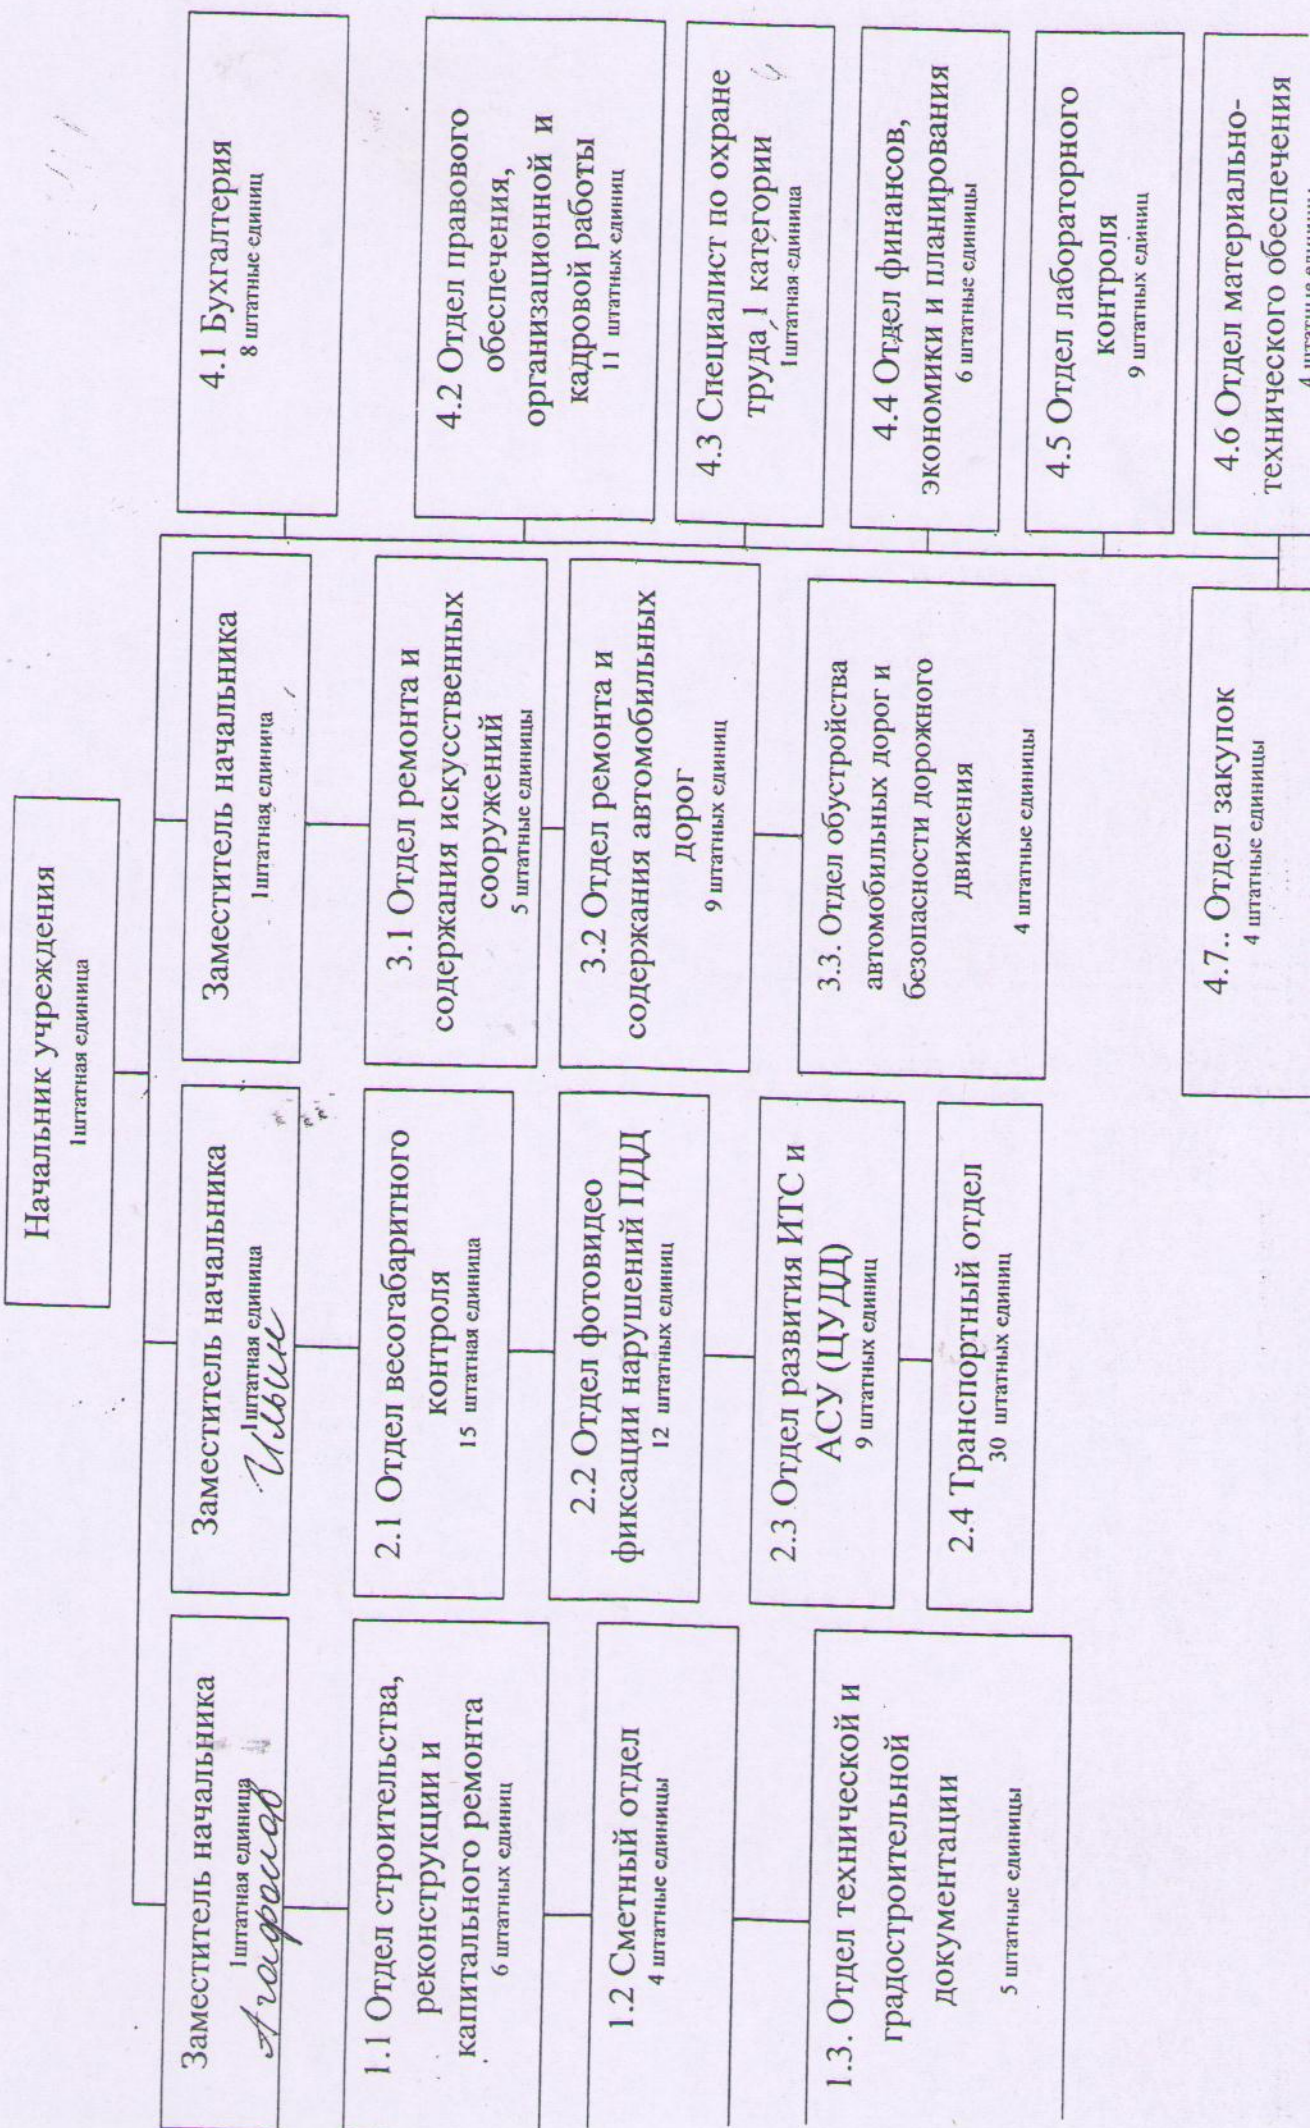 Начальник учреждения
1штатная единица
Заместитель начальника
1штатная единица
Агафонов
1.1 Отдел строительства,
реконструкции и
капитального ремонта
6 штатных единиц
1.2 Сметный отдел
4 штатные единицы
1.3. Отдел технической и
градостроительной
документации
5 штатные единицы
Заместитель начальника
1штатная единица
Ильин
2.1 Отдел весогабаритного
контроля
15 штатная единица
2.2 Отдел фотовидео
фиксации нарушений ПДД
12 штатных единиц
2.3 Отдел развития ИТС и
АСУ (ЦУДД)
9 штатных единиц
2.4 Транспортный отдел
30 штатных единиц
Заместитель начальника
1штатная единица
3.1 Отдел ремонта и
содержания искусственных
сооружений
5 штатные единицы
3.2 Отдел ремонта и
содержания автомобильных
дорог
9 штатных единиц
3.3. Отдел обустройства
автомобильных дорог и
безопасности дорожного
движения
4 штатные единицы
4.1 Бухгалтерия
8 штатные единиц
4.2 Отдел правового
обеспечения,
организационной и
кадровой работы
11 штатных единиц
4.3 Специалист по охране
труда 1 категории
1штатная единица
4.4 Отдел финансов,
экономики и планирования
6 штатные единицы
4.5 Отдел лабораторного
контроля
9 штатных единиц
4.6 Отдел материально-
технического обеспечения
4 штатные единицы
4.7.. Отдел закупок
4 штатные единицы